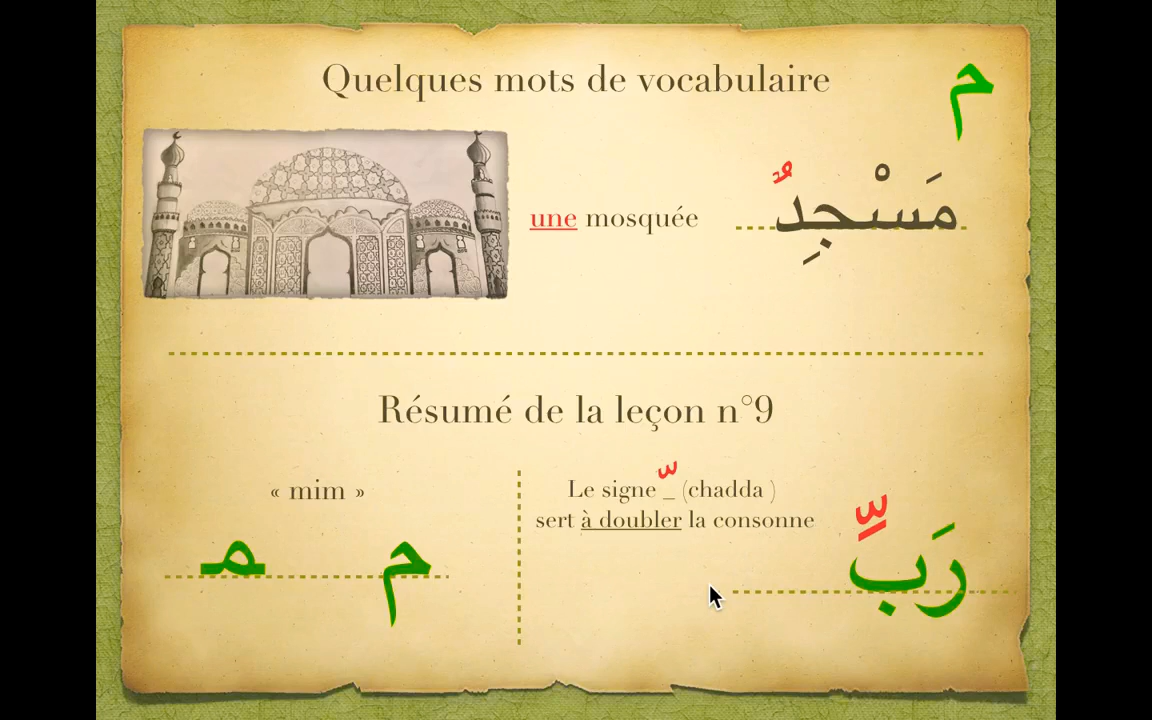 Quelques mots de vocabulaire
م
une mosquée
مَسْجِدٌ
Résumé de la leçon n°9
« mim »
مـ م
Le signe ّ_ (chadda )
sert à doubler la consonne
رَبِّ